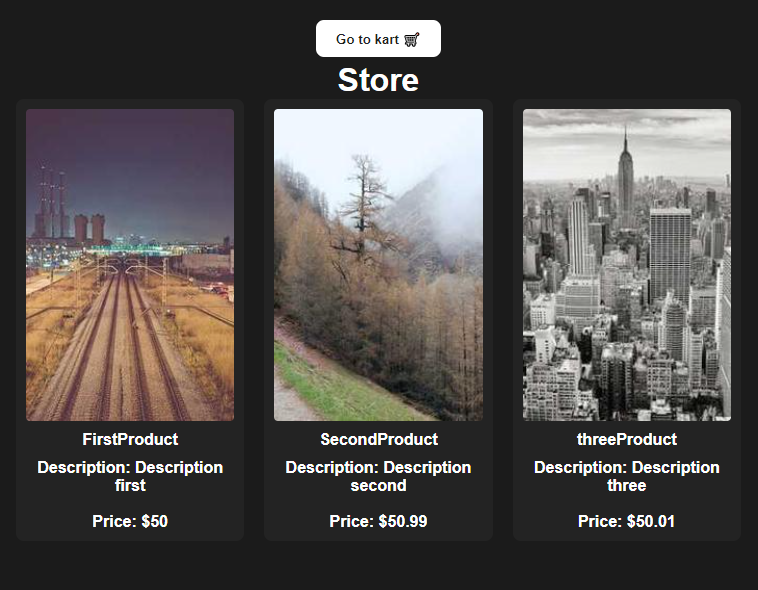 Go to kart
Store
FirstProduct
Description: Description
first
Price: $50
SecondProduct
Description: Description
second
Price: $50.99
threeProduct
Description: Description
three
Price: $50.01